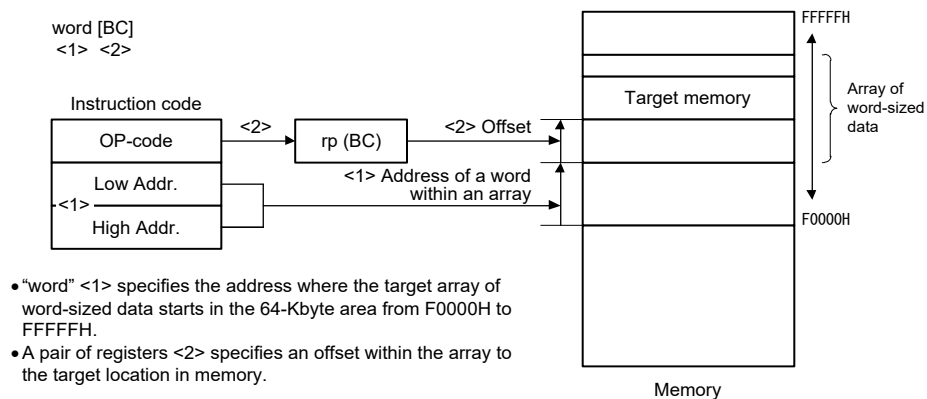 word [BC]
<1> <2>
Instruction code
OP-code
Low Addr.
<1>
High Addr.
<2>
rp (BC)
<2> Offset
<1> Address of a word
within an array
Target memory
FFFFFH
Array of
word-sized
data
F0000H
Memory
• “word” <1> specifies the address where the target array of
word-sized data starts in the 64-Kbyte area from F0000H to
FFFFFH.
• A pair of registers <2> specifies an offset within the array to
the target location in memory.